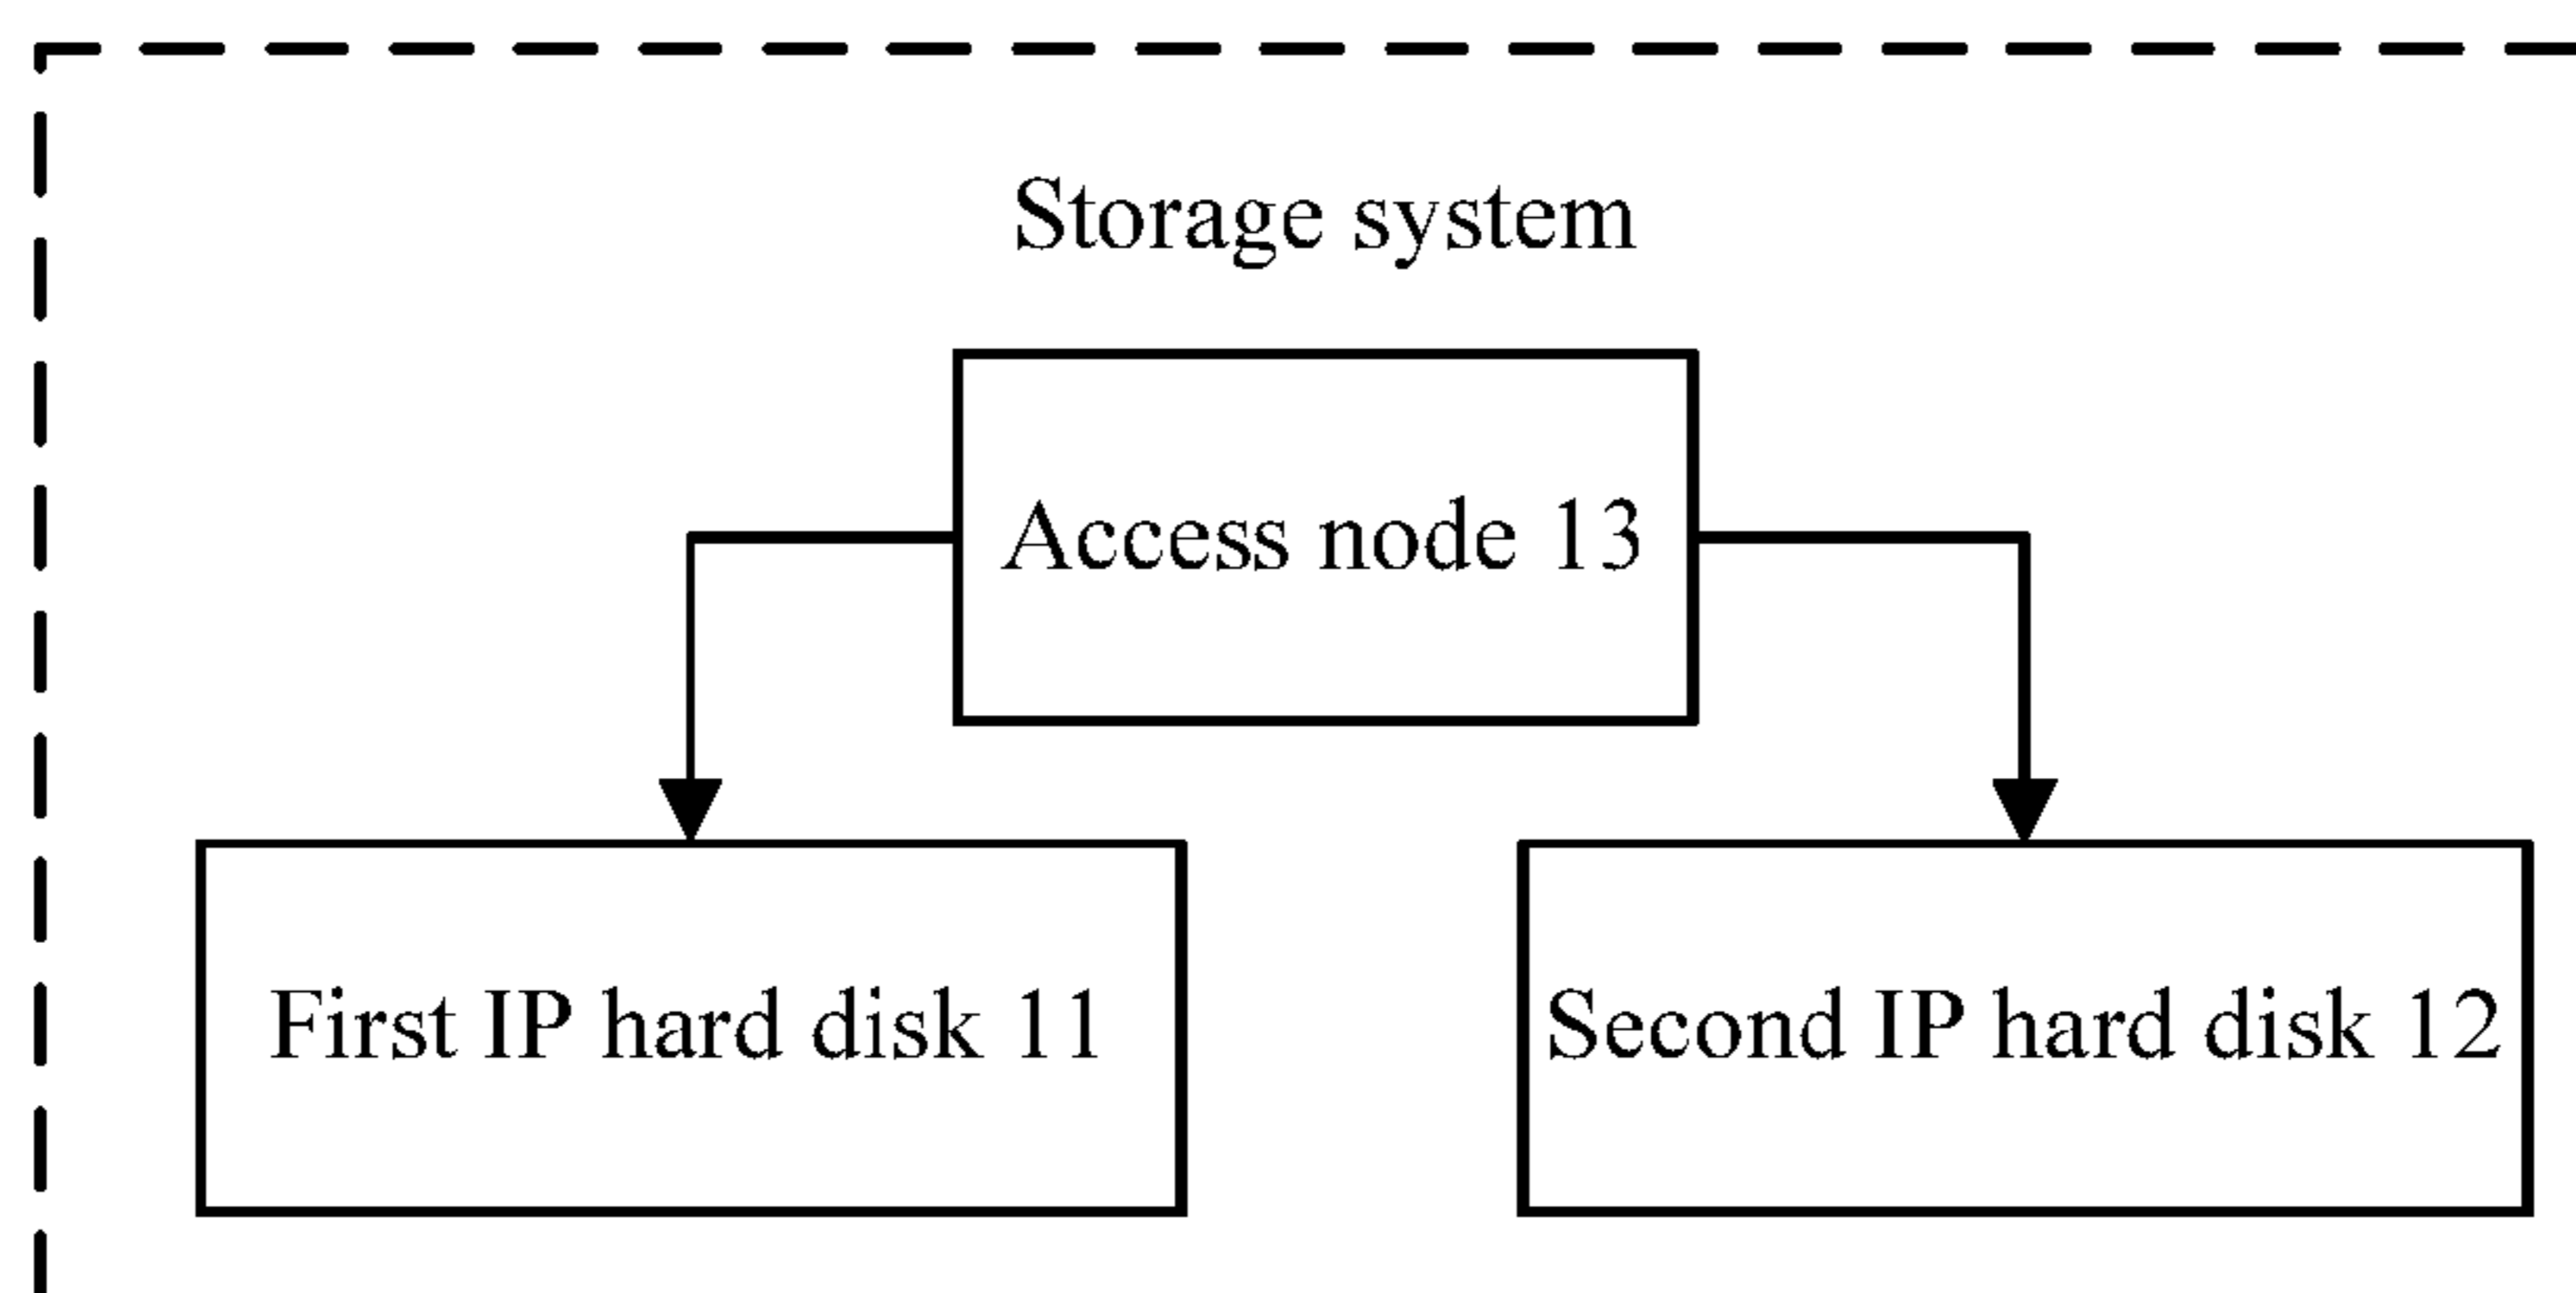 Storage system
Access node 13
First IP hard disk 11
Second IP hard disk 12